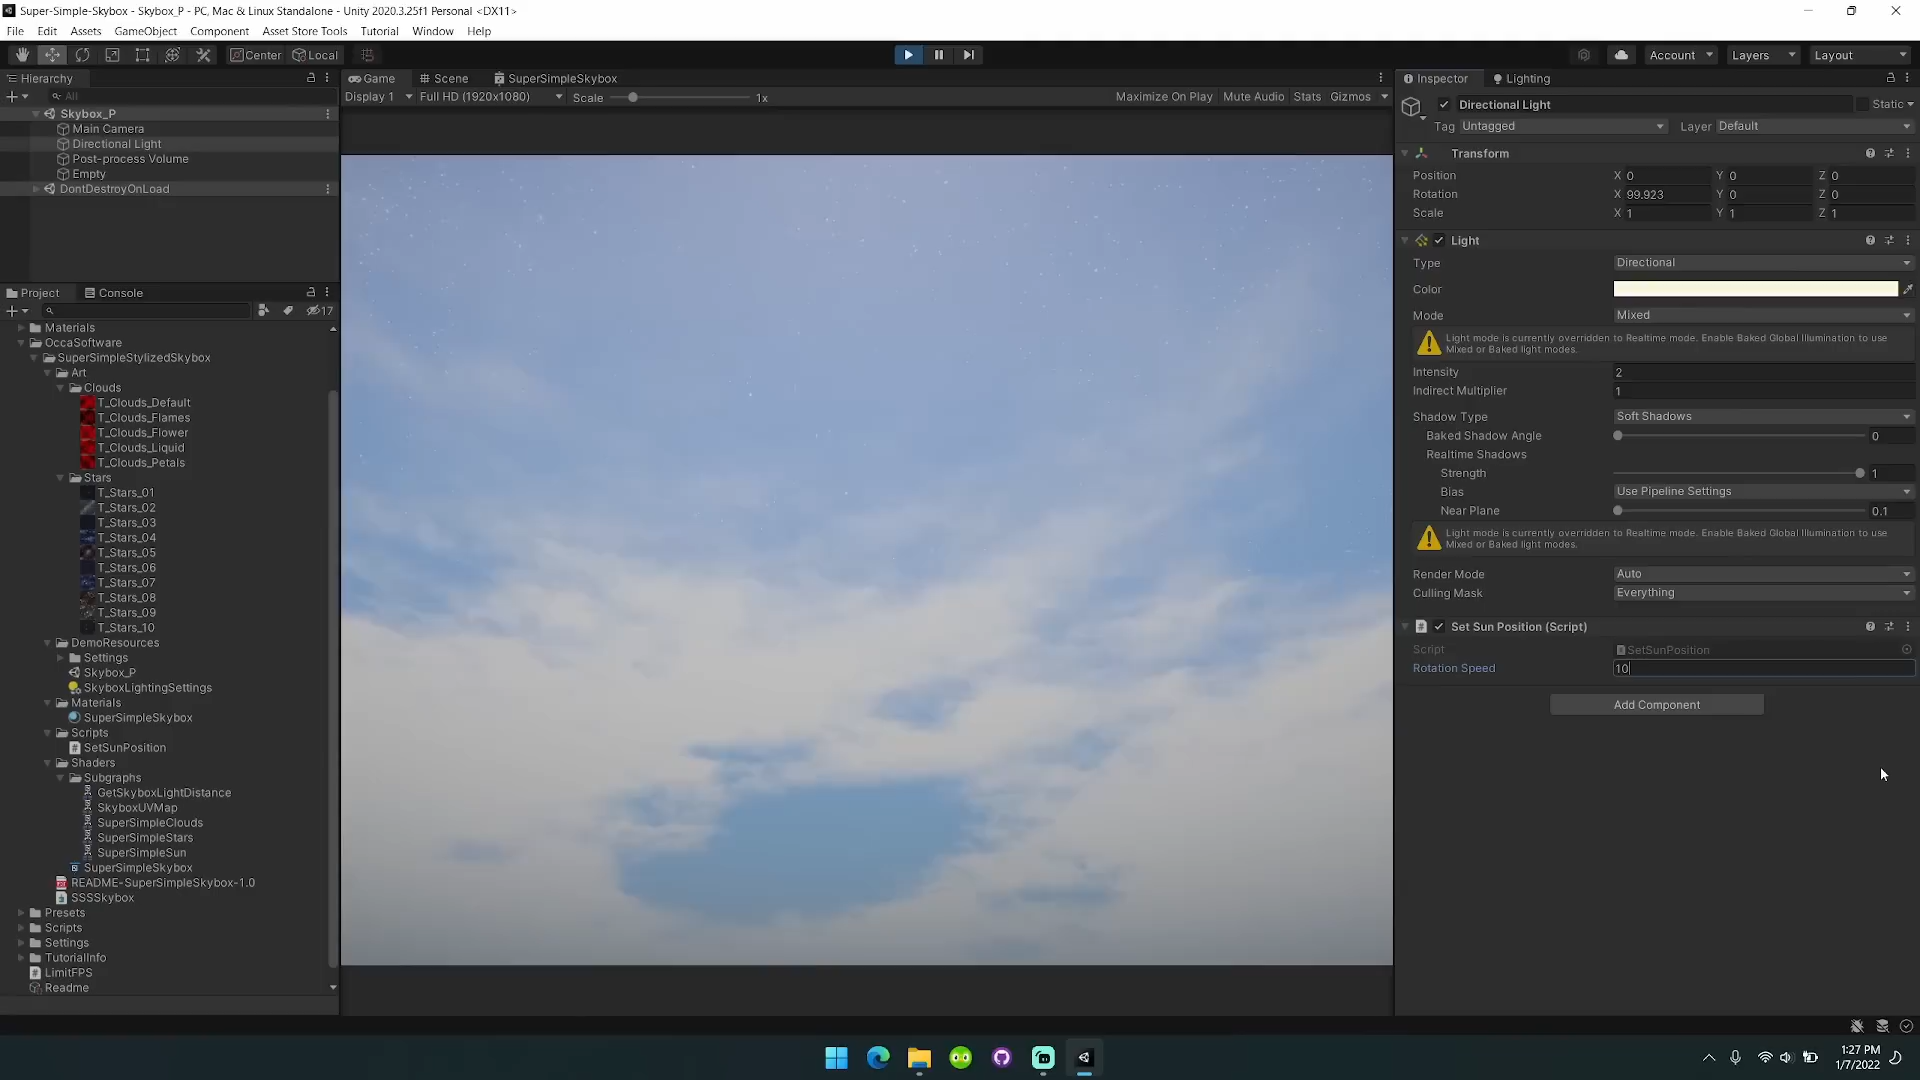 Super-Simple-Skybox - Skybox_P - PC, Mac & Linux Standalone - Unity 2020.3.25f1 Personal <DX11>
File Edit Assets GameObject Component Asset Store Tools Tutorial Window Help
Center Local Account Layers Layout
Hierarchy
All
Skybox_P
Main Camera
Directional Light
Post-process Volume
Empty
DontDestroyOnLoad
Project Console
17
Materials
OccaSoftware
SuperSimpleStylizedSkybox
Art
Clouds
T_Clouds_Default
T_Clouds_Flames
T_Clouds_Flower
T_Clouds_Liquid
T_Clouds_Petals
Stars
T_Stars_01
T_Stars_02
T_Stars_03
T_Stars_04
T_Stars_05
T_Stars_06
T_Stars_07
T_Stars_08
T_Stars_09
T_Stars_10
DemoResources
Settings
Skybox_P
SkyboxLightingSettings
Materials
SuperSimpleSkybox
Scripts
SetSunPosition
Shaders
Subgraphs
GetSkyboxLightDistance
SkyboxUVMap
SuperSimpleClouds
SuperSimpleStars
SuperSimpleSun
SuperSimpleSkybox
README-SuperSimpleSkybox-1.0
SSSSkybox
Presets
Scripts
Settings
TutorialInfo
LimitFPS
Readme
Game Scene SuperSimpleSkybox
Display 1 Full HD (1920x1080) Scale 1x Maximize On Play Mute Audio Stats Gizmos
Inspector Lighting
Directional Light Static
Tag Untagged Layer Default
Transform
Position X 0 Y 0 Z 0
Rotation X 99.923 Y 0 Z 0
Scale X 1 Y 1 Z 1
Light
Type Directional
Color
Mode Mixed
Light mode is currently overridden to Realtime mode. Enable Baked Global Illumination to use
Mixed or Baked light modes.
Intensity 2
Indirect Multiplier 1
Shadow Type Soft Shadows
Baked Shadow Angle 0
Realtime Shadows
Strength 1
Bias Use Pipeline Settings
Near Plane 0.1
Light mode is currently overridden to Realtime mode. Enable Baked Global Illumination to use
Mixed or Baked light modes.
Render Mode Auto
Culling Mask Everything
Set Sun Position (Script)
Script SetSunPosition
Rotation Speed 10
Add Component
1:27 PM
1/7/2022